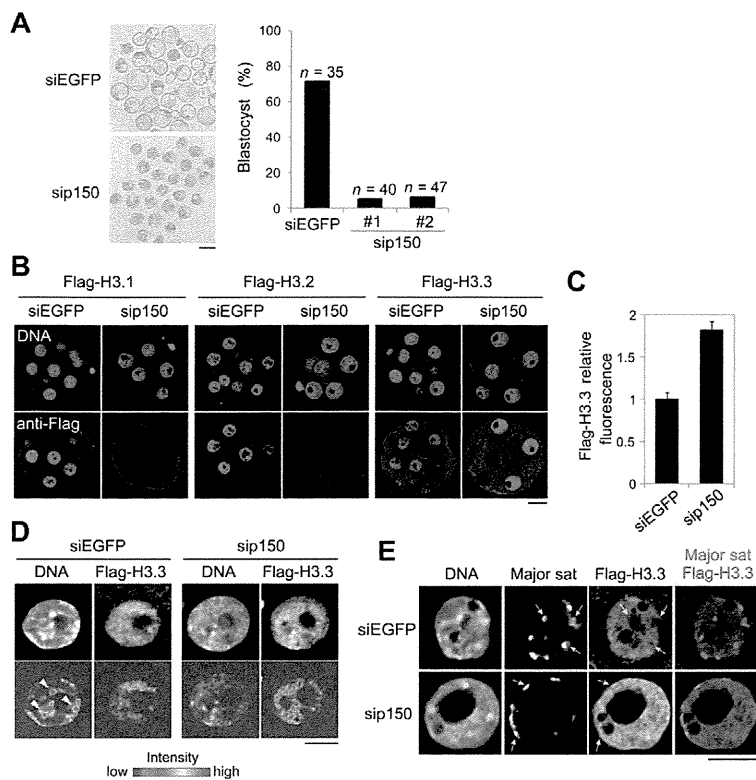 A
siEGFP
sip150
Blastocyst (%)
100
80
60
40
20
0
n = 35
n = 40
n = 47
siEGFP
#1
#2
sip150
B
Flag-H3.1
Flag-H3.2
Flag-H3.3
siEGFP
sip150
siEGFP
sip150
siEGFP
sip150
DNA
anti-Flag
C
Flag-H3.3 relative
fluorescence
2
1.5
1
0.5
0
siEGFP
sip150
D
siEGFP
sip150
DNA
Flag-H3.3
DNA
Flag-H3.3
Intensity
low
high
E
DNA
Major sat
Flag-H3.3
Major sat
Flag-H3.3
siEGFP
sip150